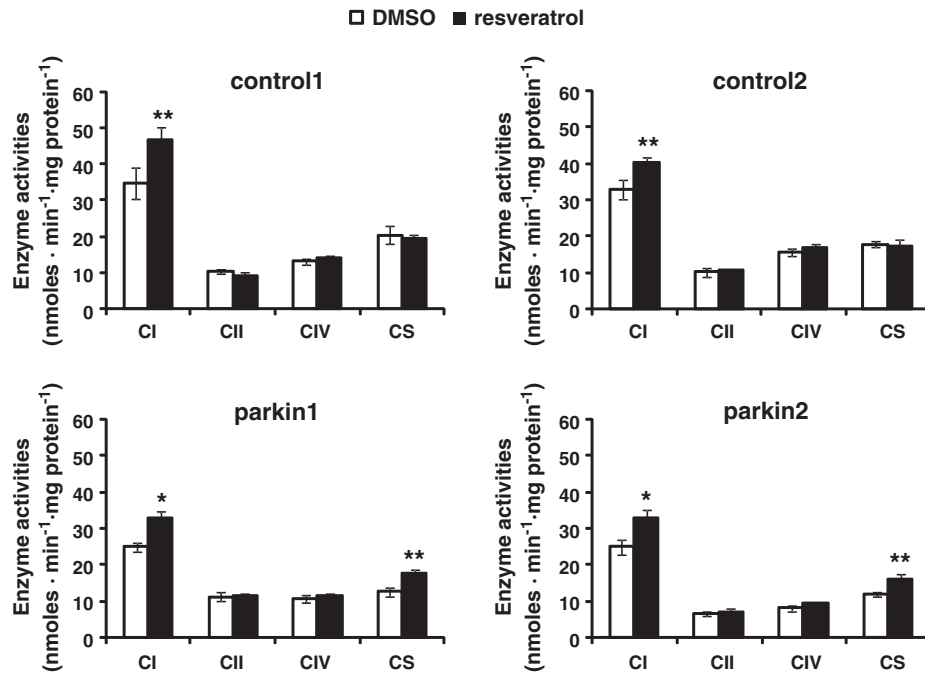 DMSO resveratrol
control1
Enzyme activities
(nmoles · min⁻¹·mg protein⁻¹)
60
50
40
30
20
10
0
**
CI CII CIV CS
control2
Enzyme activities
(nmoles · min⁻¹·mg protein⁻¹)
60
50
40
30
20
10
0
**
CI CII CIV CS
parkin1
Enzyme activities
(nmoles · min⁻¹·mg protein⁻¹)
60
50
40
30
20
10
0
*
**
CI CII CIV CS
parkin2
Enzyme activities
(nmoles · min⁻¹·mg protein⁻¹)
60
50
40
30
20
10
0
*
**
CI CII CIV CS